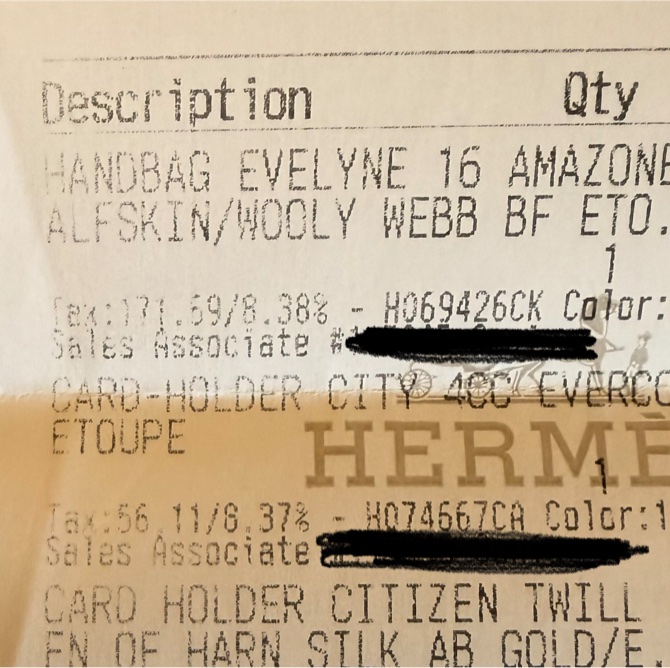 Description Qty
HANDBAG EVELYNE 16 AMAZONE
ALFSKIN/WOOLY WEBB BF ETO.
1
Tax:171.59/8.38% - H069426CK Color:
Sales Associate
CARD-HOLDER CITY 4CC EVERCO
ETOUPE
HERMÈ
1
Tax:56.11/8.37% - H074667CA Color:1
Sales Associate
CARD HOLDER CITIZEN TWILL
EN OF HARN SILK AB GOLD/E.